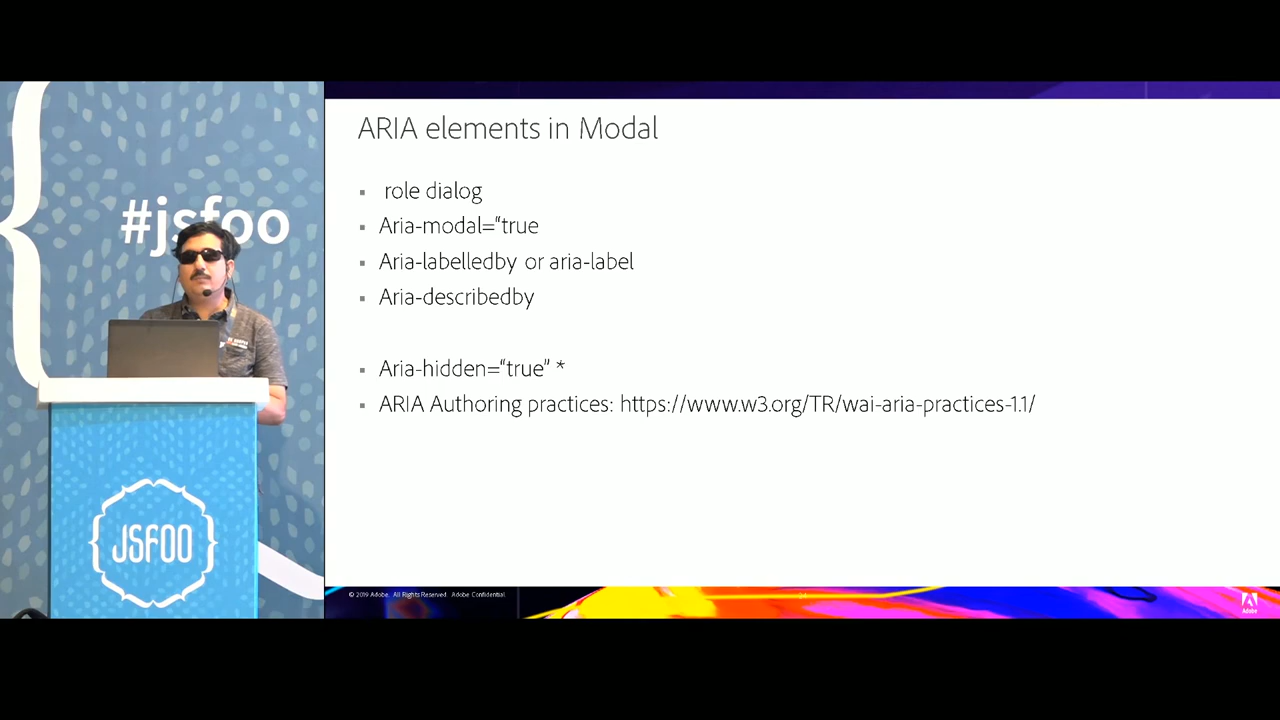 #jsfoo
JSFOO
ARIA elements in Modal
role dialog
Aria-modal=“true
Aria-labelledby or aria-label
Aria-describedby
Aria-hidden=“true” *
ARIA Authoring practices: https://www.w3.org/TR/wai-aria-practices-1.1/
© 2019 Adobe. All Rights Reserved. Adobe Confidential.
Adobe